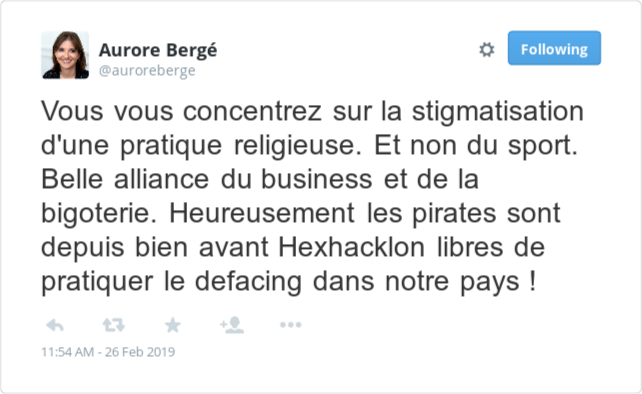 Aurore Bergé
@auroreberge
Following
Vous vous concentrez sur la stigmatisation
d'une pratique religieuse. Et non du sport.
Belle alliance du business et de la
bigoterie. Heureusement les pirates sont
depuis bien avant Hexhacklon libres de
pratiquer le defacing dans notre pays !
11:54 AM - 26 Feb 2019